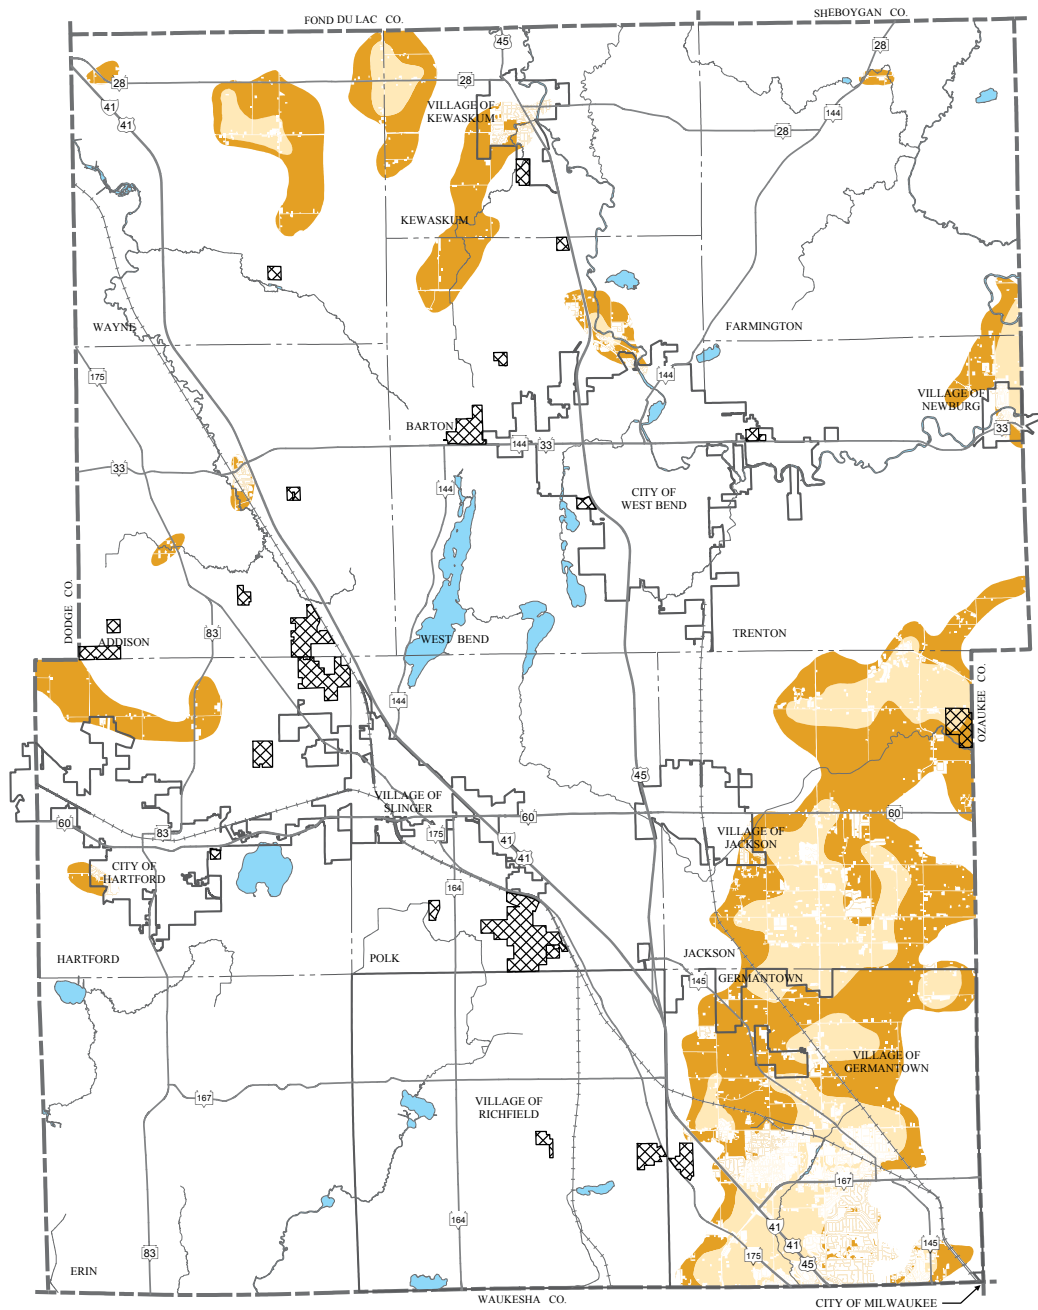 FOND DU LAC CO.
SHEBOYGAN CO.
45
28
28
28
41
41
VILLAGE OF
KEWASKUM
144
28
KEWASKUM
WAYNE
FARMINGTON
175
144
VILLAGE OF
NEWBURG
BARTON
144
33
33
33
144
CITY OF
WEST BEND
DODGE CO.
83
ADDISON
WEST BEND
TRENTON
OZAUKEE CO.
144
45
VILLAGE OF
SLINGER
60
60
60
83
175
VILLAGE OF
JACKSON
41
41
CITY OF
HARTFORD
164
HARTFORD
POLK
JACKSON
GERMANTOWN
145
VILLAGE OF
GERMANTOWN
167
VILLAGE OF
RICHFIELD
167
164
41
41
45
83
175
145
ERIN
WAUKESHA CO.
CITY OF MILWAUKEE